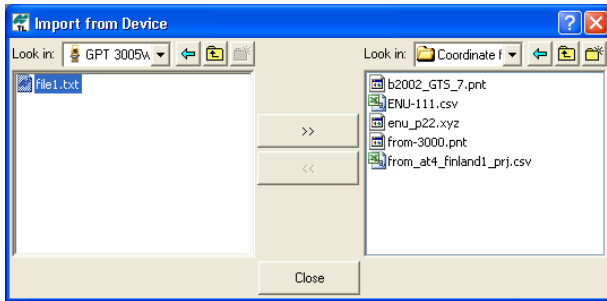 TL Import from Device
Look in: GPT 3005W
Look in: Coordinate f
file1.txt
b2002_GTS_7.pnt
ENU-111.csv
enu_p22.xyz
from-3000.pnt
from_at4_finland1_prj.csv
>>
<<
Close